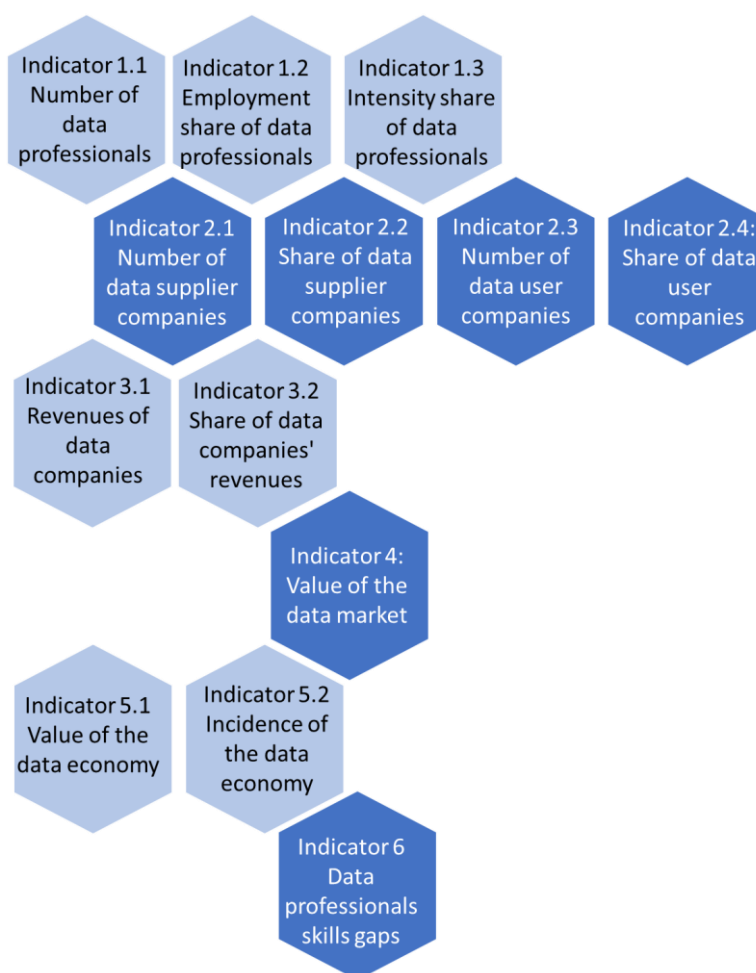 Indicator 1.1
Number of
data
professionals
Indicator 1.2
Employment
share of data
professionals
Indicator 1.3
Intensity share
of data
professionals
Indicator 2.1
Number of
data supplier
companies
Indicator 2.2
Share of data
supplier
companies
Indicator 2.3
Number of
data user
companies
Indicator 2.4:
Share of data
user
companies
Indicator 3.1
Revenues of
data
companies
Indicator 3.2
Share of data
companies'
revenues
Indicator 4:
Value of the
data market
Indicator 5.1
Value of the
data economy
Indicator 5.2
Incidence of
the data
economy
Indicator 6
Data
professionals
skills gaps